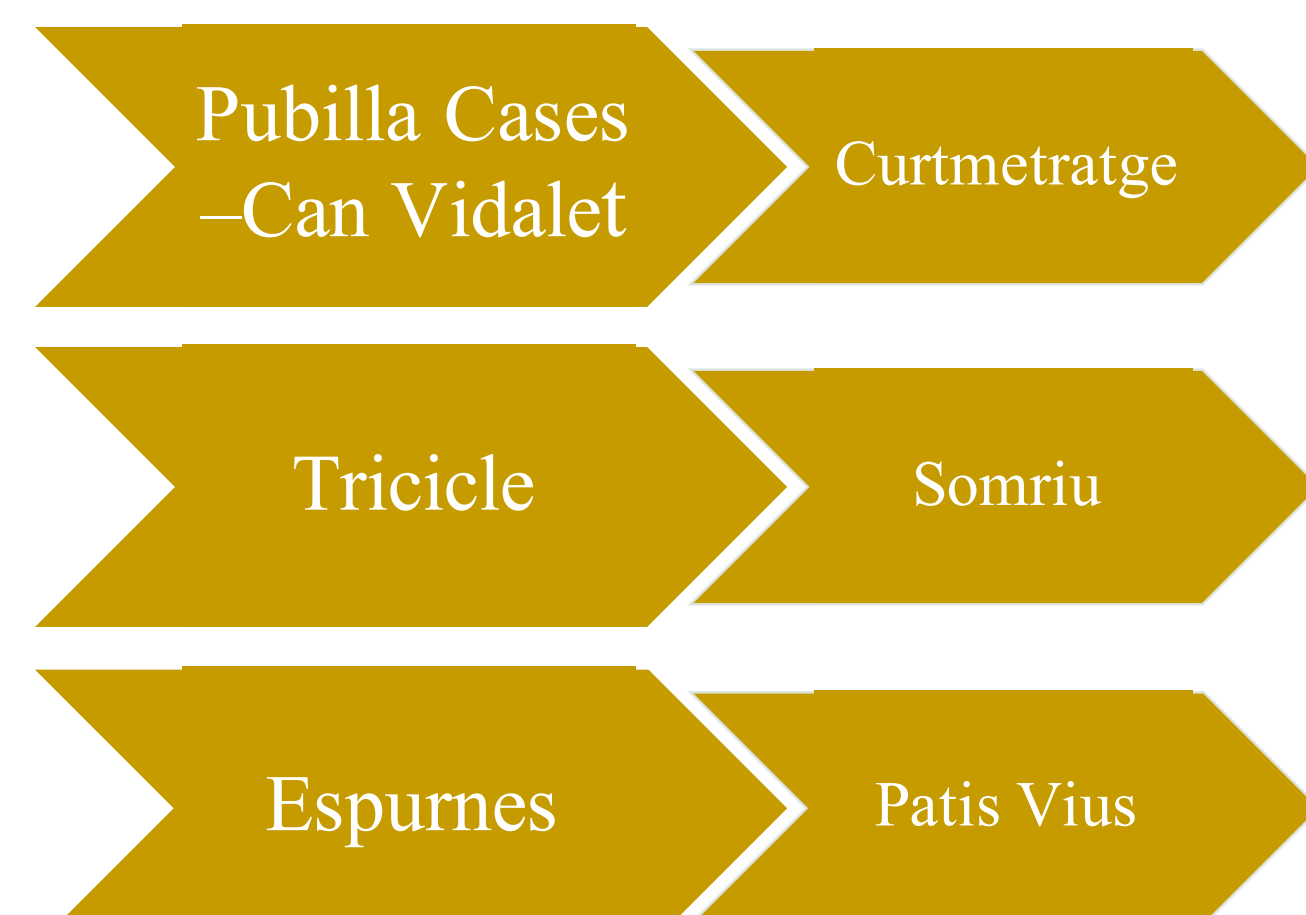 Pubilla Cases
–Can Vidalet
Curtmetratge
Tricicle
Somriu
Espurnes
Patis Vius